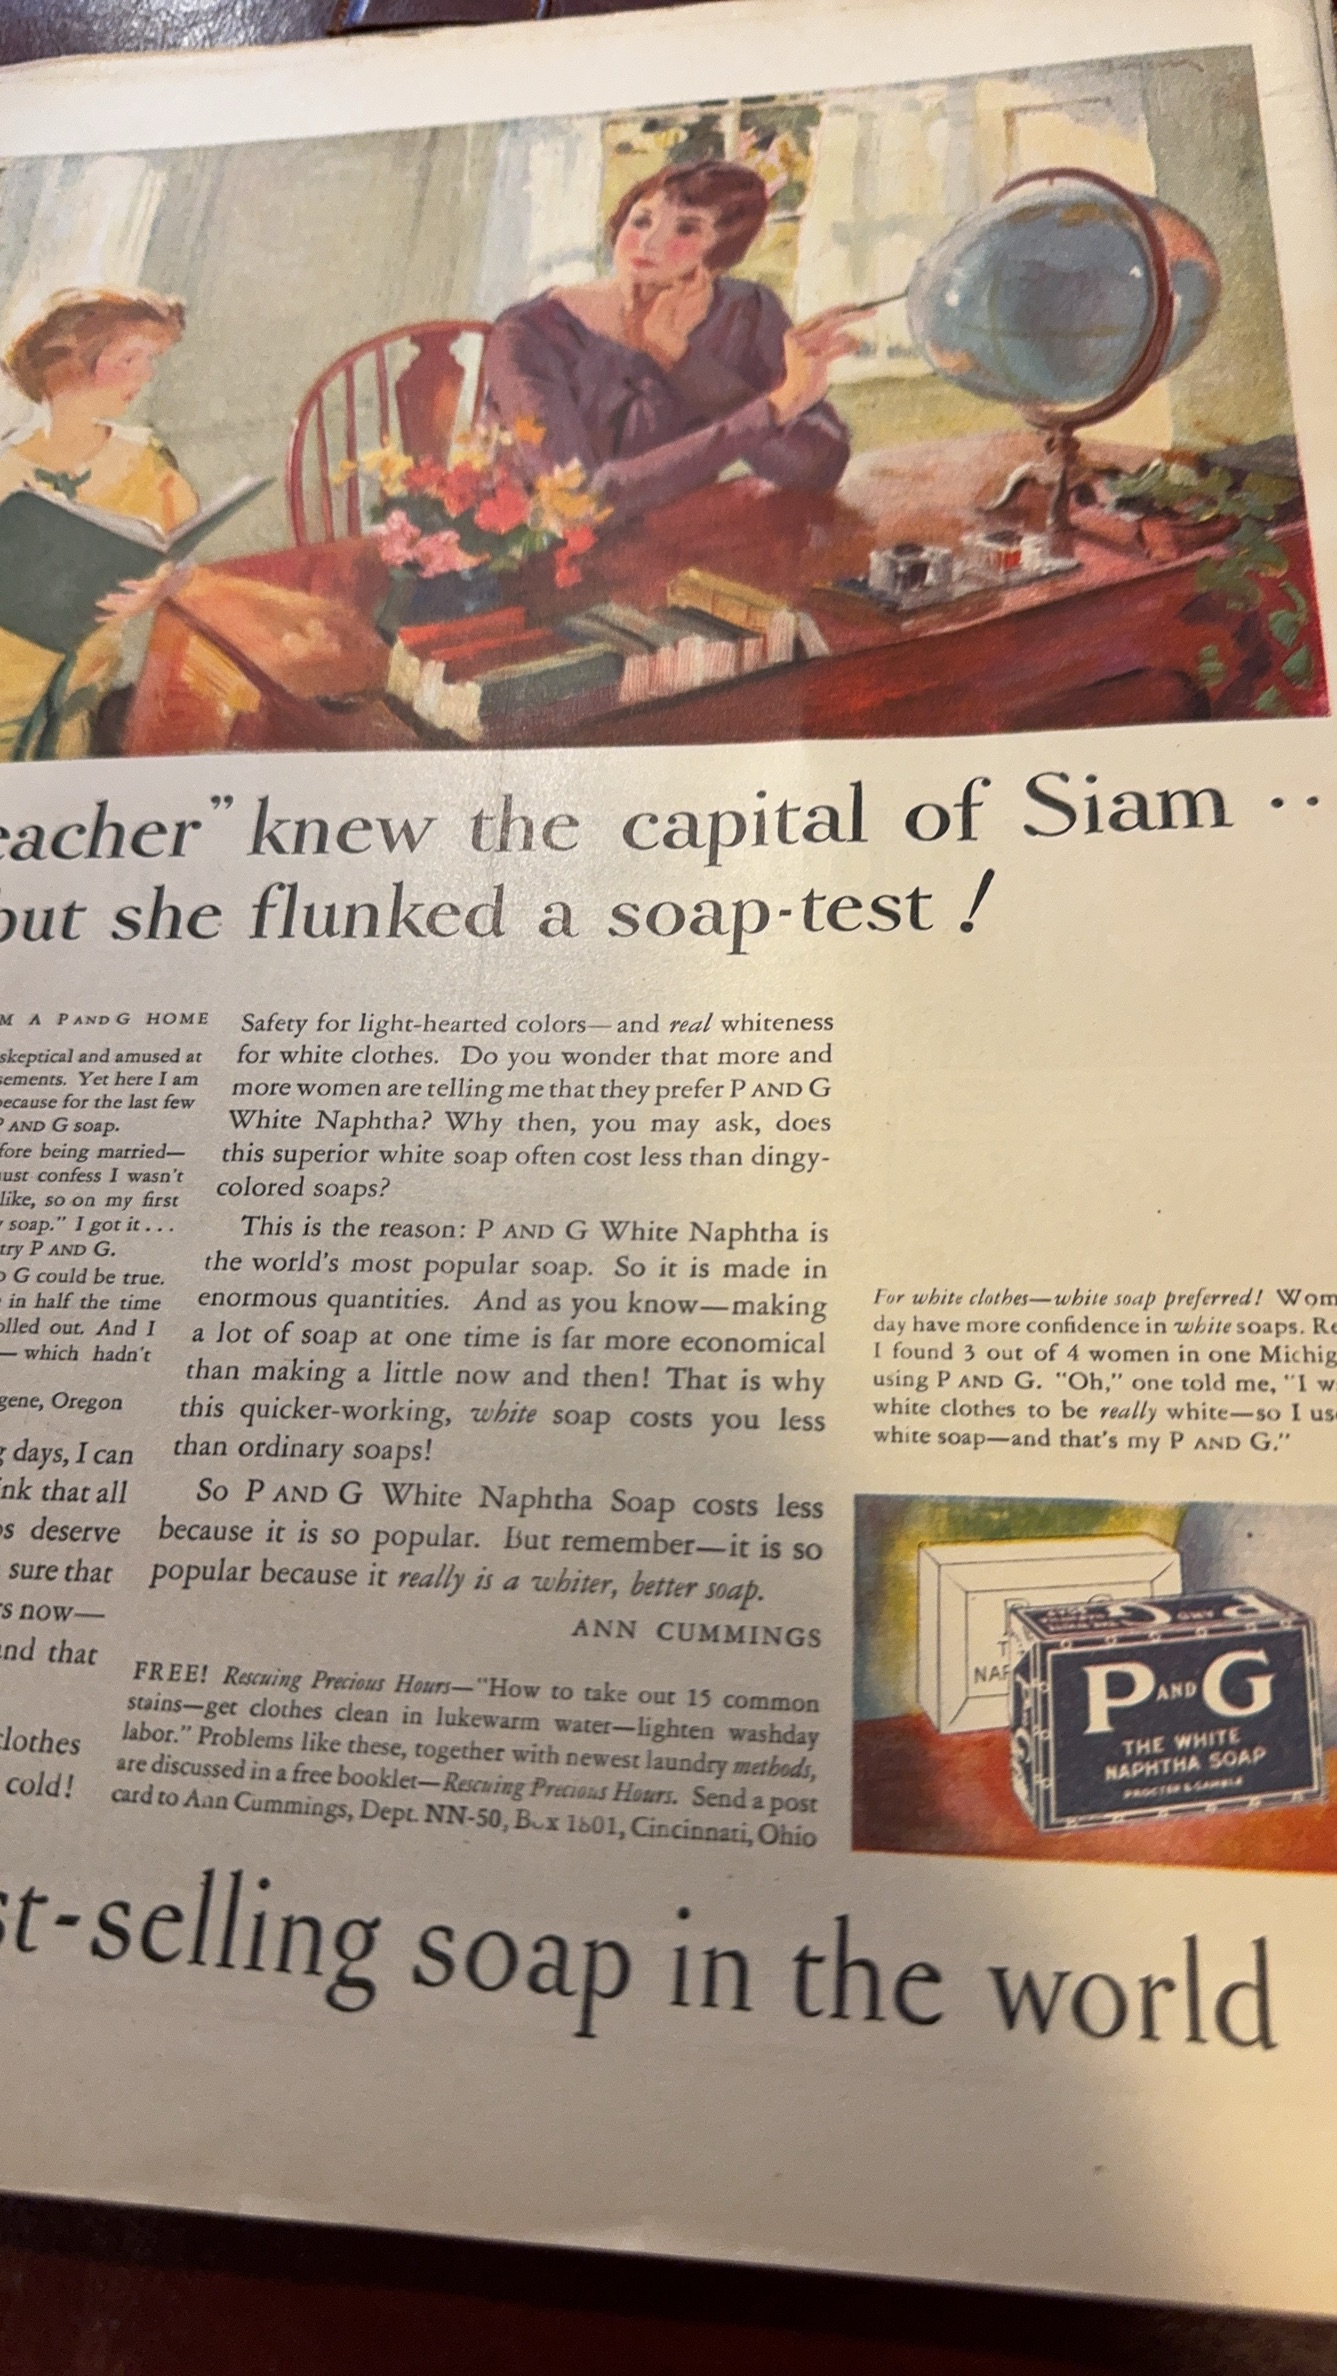 eacher” knew the capital of Siam ··
but she flunked a soap-test!
M A P AND G HOME
skeptical and amused at
sements. Yet here I am
because for the last few
P AND G soap.
fore being married—
ust confess I wasn't
like, so on my first
soap." I got it...
try P AND G.
G could be true.
in half the time
olled out. And I
— which hadn't
gene, Oregon
days, I can
nk that all
s deserve
sure that
s now—
nd that
clothes
cold!
Safety for light-hearted colors—and real whiteness
for white clothes. Do you wonder that more and
more women are telling me that they prefer P AND G
White Naphtha? Why then, you may ask, does
this superior white soap often cost less than dingy-
colored soaps?
This is the reason: P AND G White Naphtha is
the world's most popular soap. So it is made in
enormous quantities. And as you know—making
a lot of soap at one time is far more economical
than making a little now and then! That is why
this quicker-working, white soap costs you less
than ordinary soaps!
So P AND G White Naphtha Soap costs less
because it is so popular. But remember—it is so
popular because it really is a whiter, better soap.
ANN CUMMINGS
FREE! Rescuing Precious Hours—"How to take out 15 common
stains—get clothes clean in lukewarm water—lighten washday
labor." Problems like these, together with newest laundry methods,
are discussed in a free booklet—Rescuing Precious Hours. Send a post
card to Ann Cummings, Dept. NN-50, Box 1801, Cincinnati, Ohio
For white clothes—white soap preferred! Wom
day have more confidence in white soaps. Re
I found 3 out of 4 women in one Michig
using P AND G. "Oh," one told me, "I w
white clothes to be really white—so I us
white soap—and that's my P AND G."
P AND G
T
NAP
P AND G
THE WHITE
NAPHTHA SOAP
PROCTER & GAMBLE
st-selling soap in the world